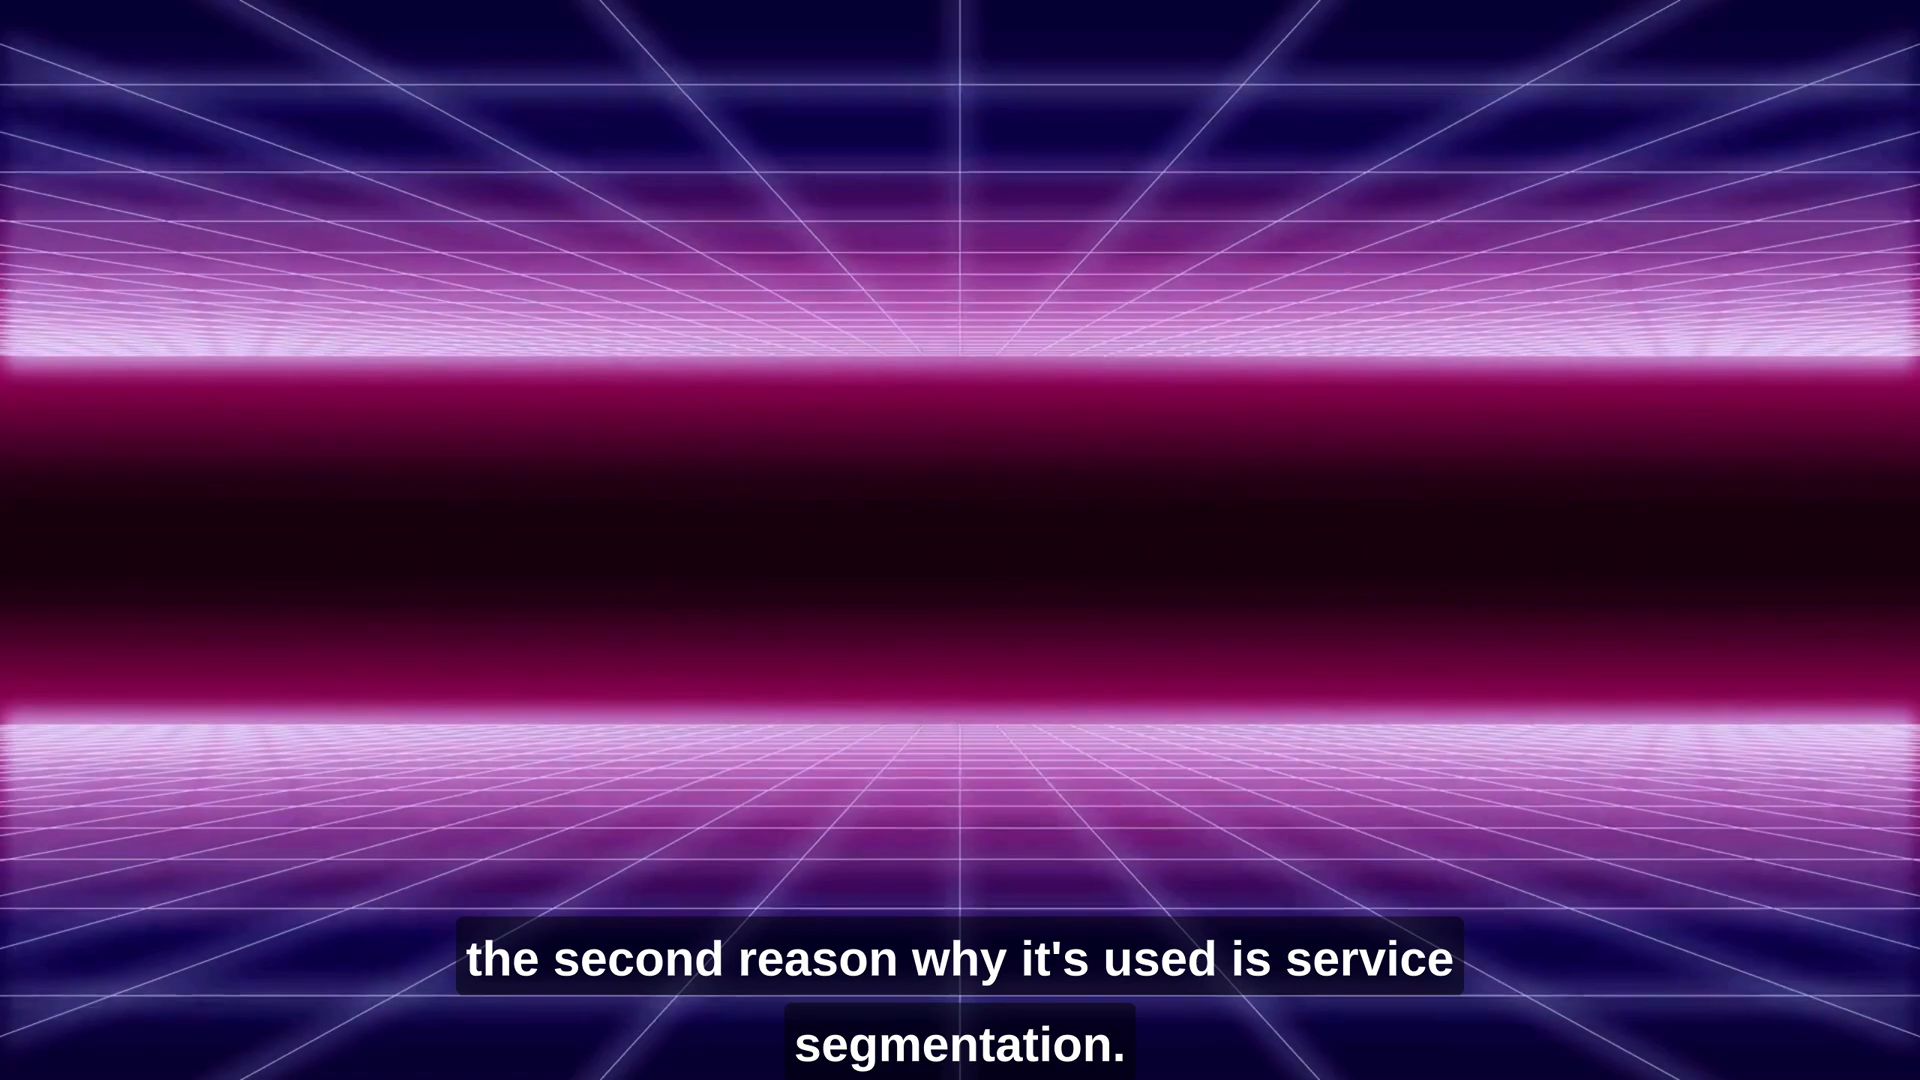 the second reason why it's used is service
segmentation.